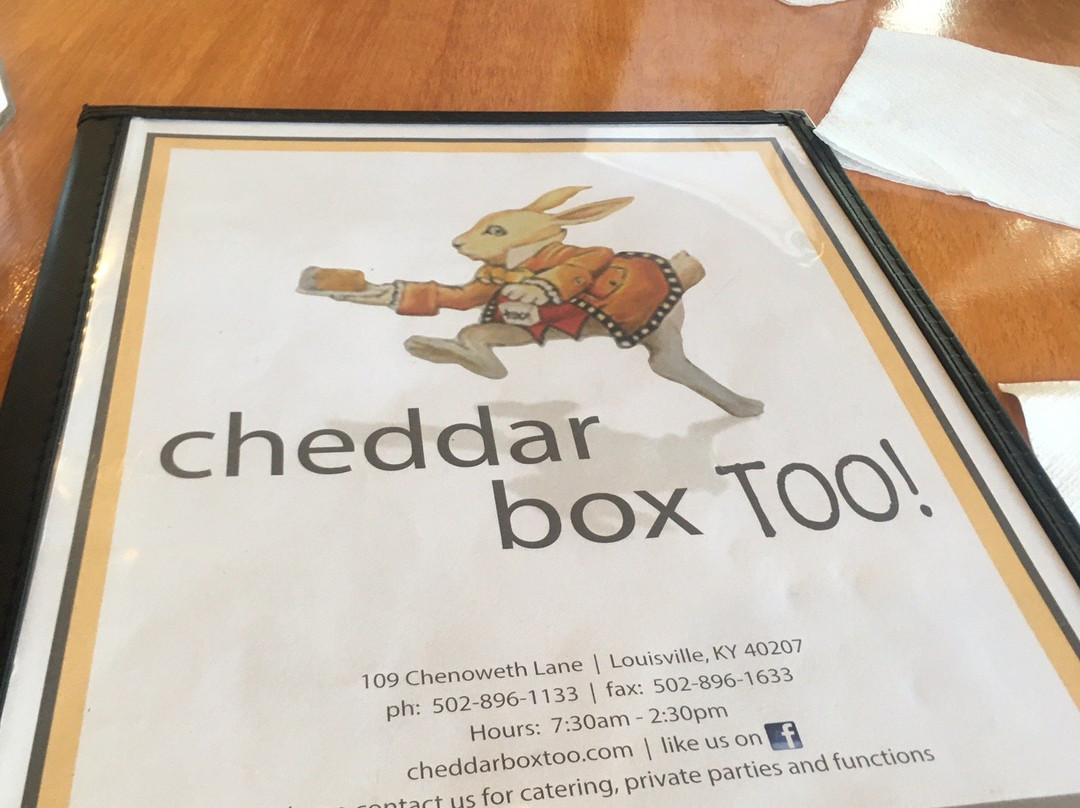 cheddar
box TOO!
109 Chenoweth Lane | Louisville, KY 40207
ph: 502-896-1133 | fax: 502-896-1633
Hours: 7:30am - 2:30pm
cheddarboxtoo.com | like us on f
contact us for catering, private parties and functions